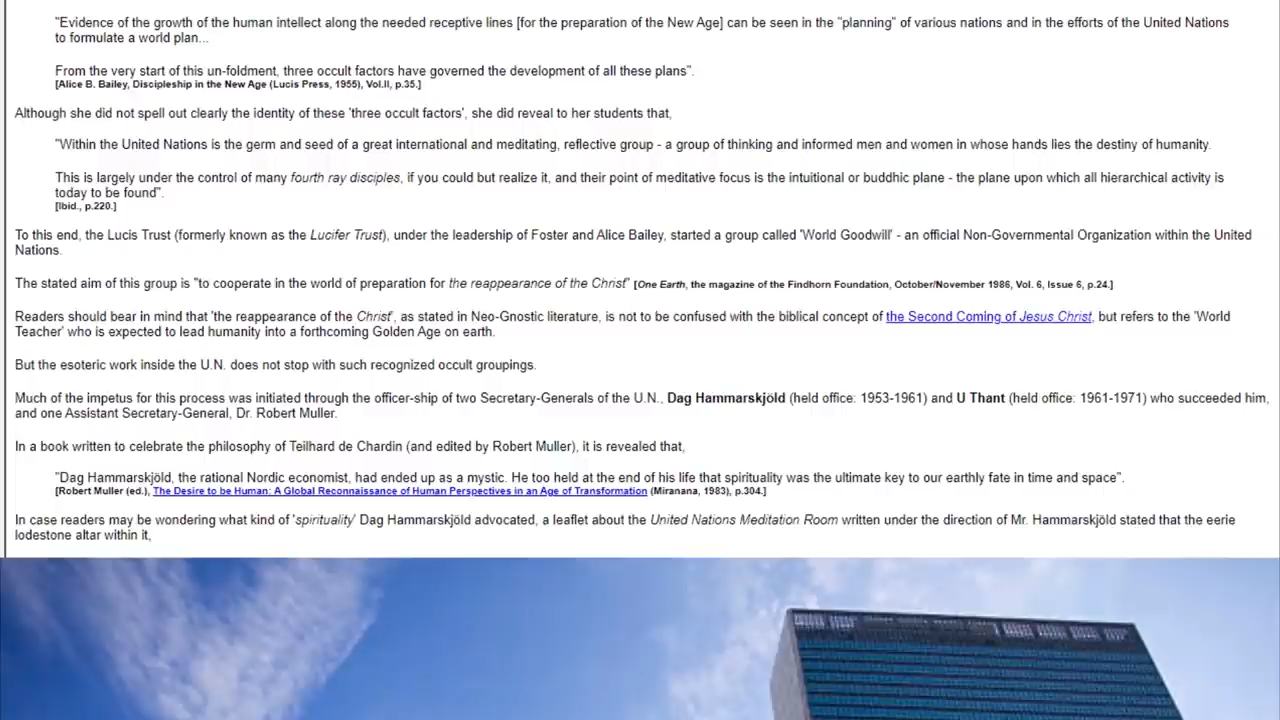 "Evidence of the growth of the human intellect along the needed receptive lines [for the preparation of the New Age] can be seen in the "planning" of various nations and in the efforts of the United Nations
to formulate a world plan...
From the very start of this un-foldment, three occult factors have governed the development of all these plans".
[Alice B. Bailey, Discipleship in the New Age (Lucis Press, 1955), Vol.II, p.35.]
Although she did not spell out clearly the identity of these 'three occult factors', she did reveal to her students that,
"Within the United Nations is the germ and seed of a great international and meditating, reflective group - a group of thinking and informed men and women in whose hands lies the destiny of humanity.
This is largely under the control of many fourth ray disciples, if you could but realize it, and their point of meditative focus is the intuitional or buddhic plane - the plane upon which all hierarchical activity is
today to be found".
[Ibid., p.220.]
To this end, the Lucis Trust (formerly known as the Lucifer Trust), under the leadership of Foster and Alice Bailey, started a group called 'World Goodwill' - an official Non-Governmental Organization within the United
Nations.
The stated aim of this group is "to cooperate in the world of preparation for the reappearance of the Christ" [One Earth, the magazine of the Findhorn Foundation, October/November 1986, Vol. 6, Issue 6, p.24.]
Readers should bear in mind that 'the reappearance of the Christ', as stated in Neo-Gnostic literature, is not to be confused with the biblical concept of the Second Coming of Jesus Christ, but refers to the 'World
Teacher' who is expected to lead humanity into a forthcoming Golden Age on earth.
But the esoteric work inside the U.N. does not stop with such recognized occult groupings.
Much of the impetus for this process was initiated through the officer-ship of two Secretary-Generals of the U.N., Dag Hammarskjöld (held office: 1953-1961) and U Thant (held office: 1961-1971) who succeeded him,
and one Assistant Secretary-General, Dr. Robert Muller.
In a book written to celebrate the philosophy of Teilhard de Chardin (and edited by Robert Muller), it is revealed that,
"Dag Hammarskjöld, the rational Nordic economist, had ended up as a mystic. He too held at the end of his life that spirituality was the ultimate key to our earthly fate in time and space".
[Robert Muller (ed.), The Desire to be Human: A Global Reconnaissance of Human Perspectives in an Age of Transformation (Miranana, 1983), p.304.]
In case readers may be wondering what kind of 'spirituality' Dag Hammarskjöld advocated, a leaflet about the United Nations Meditation Room written under the direction of Mr. Hammarskjöld stated that the eerie
lodestone altar within it,